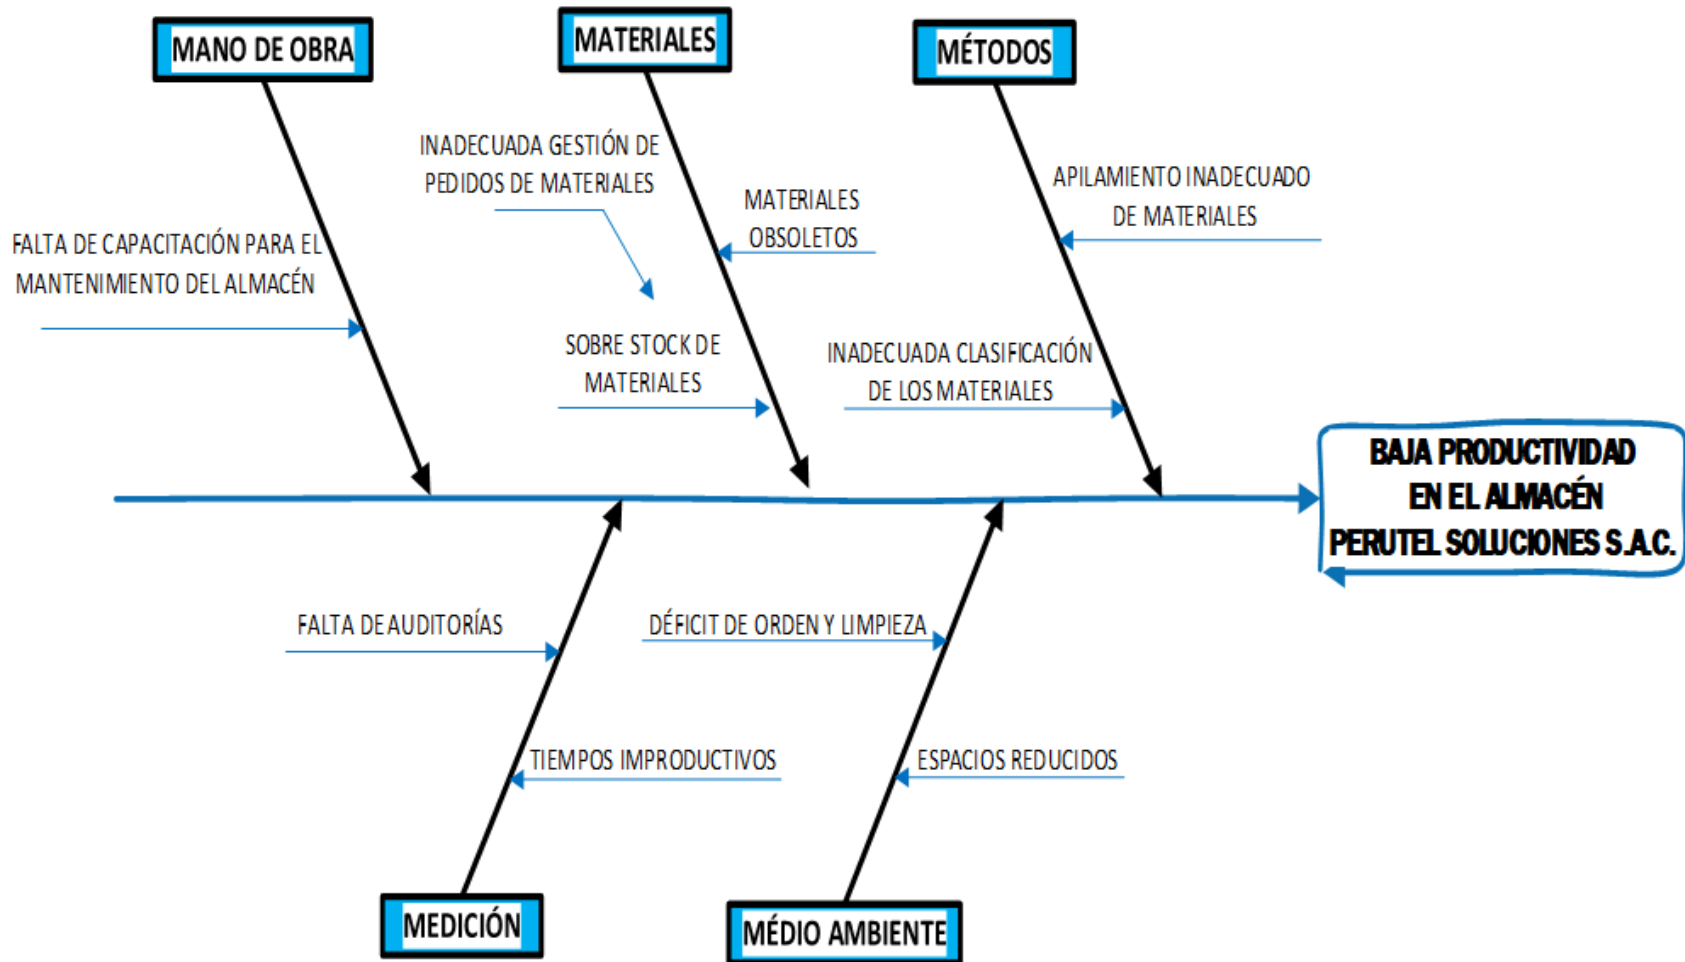 MANO DE OBRA
MATERIALES
MÉTODOS
INADECUADA GESTIÓN DE
PEDIDOS DE MATERIALES
MATERIALES
OBSOLETOS
APILAMIENTO INADECUADO
DE MATERIALES
FALTA DE CAPACITACIÓN PARA EL
MANTENIMIENTO DEL ALMACÉN
SOBRE STOCK DE
MATERIALES
INADECUADA CLASIFICACIÓN
DE LOS MATERIALES
BAJA PRODUCTIVIDAD
EN EL ALMACÉN
PERUTEL SOLUCIONES S.A.C.
FALTA DE AUDITORÍAS
DÉFICIT DE ORDEN Y LIMPIEZA
TIEMPOS IMPRODUCTIVOS
ESPACIOS REDUCIDOS
MEDICIÓN
MÉDIO AMBIENTE